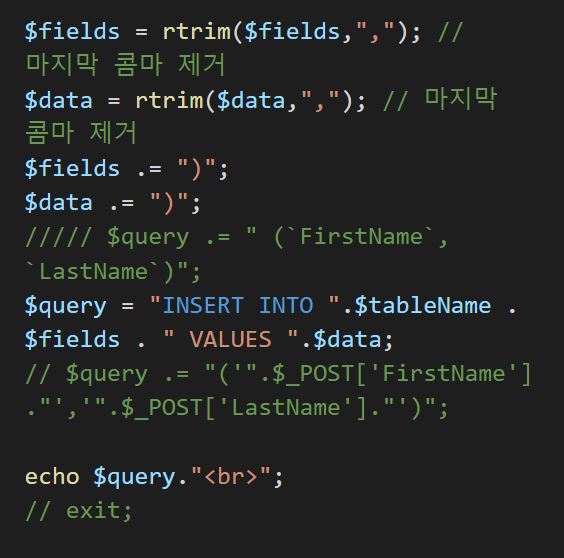 $fields = rtrim($fields,","); //
마지막 콤마 제거
$data = rtrim($data,","); // 마지막
콤마 제거
$fields .= ")";
$data .= ")";
///// $query .= " (`FirstName`,
`LastName`)";
$query = "INSERT INTO ".$tableName .
$fields . " VALUES ".$data;
// $query .= "('".$_POST['FirstName']
."','".$_POST['LastName']."')";
echo $query."<br>";
// exit;